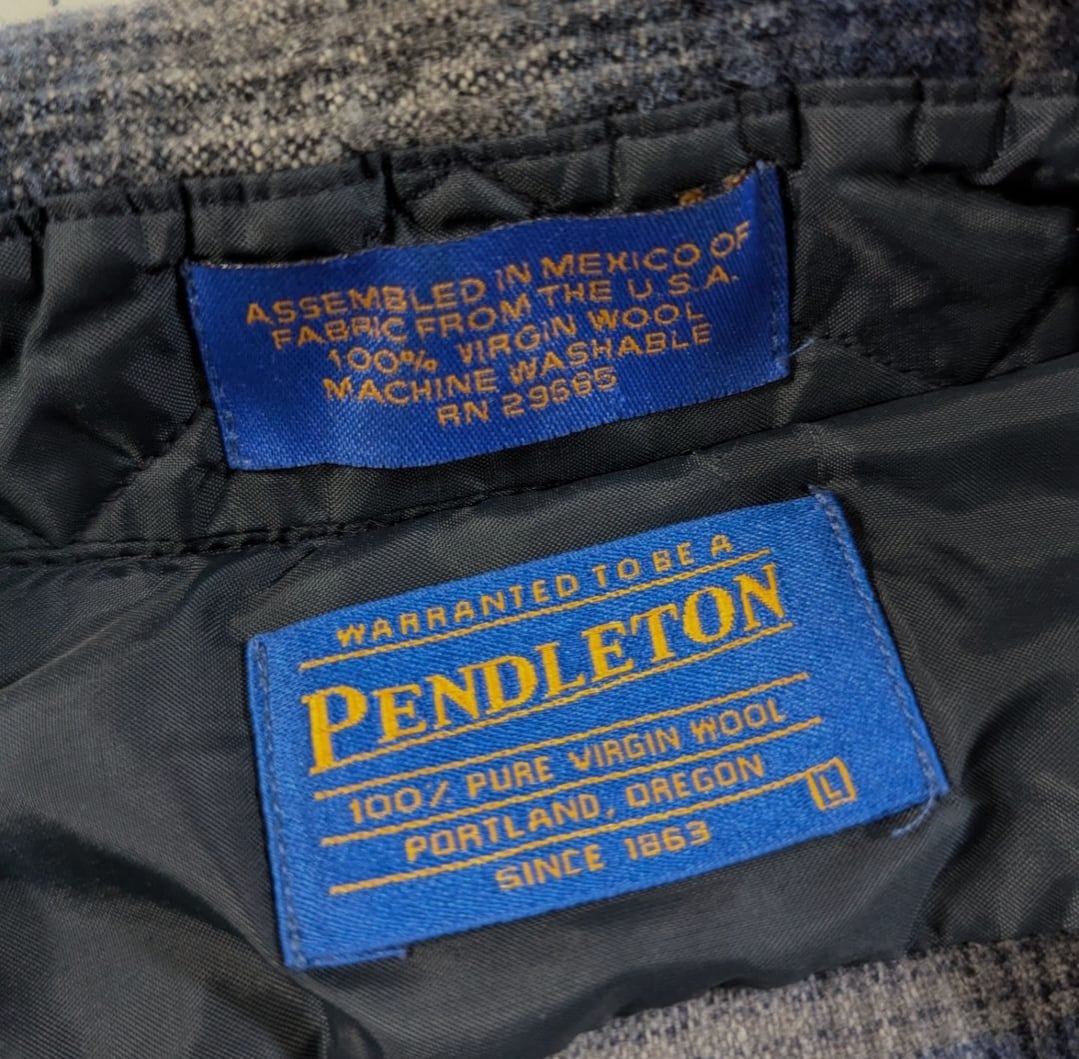 ASSEMBLED IN MEXICO OF
FABRIC FROM THE U.S.A.
100% VIRGIN WOOL
MACHINE WASHABLE
RN 29685
WARRANTED TO BE A
PENDLETON
100% PURE VIRGIN WOOL
PORTLAND, OREGON
L
SINCE 1863